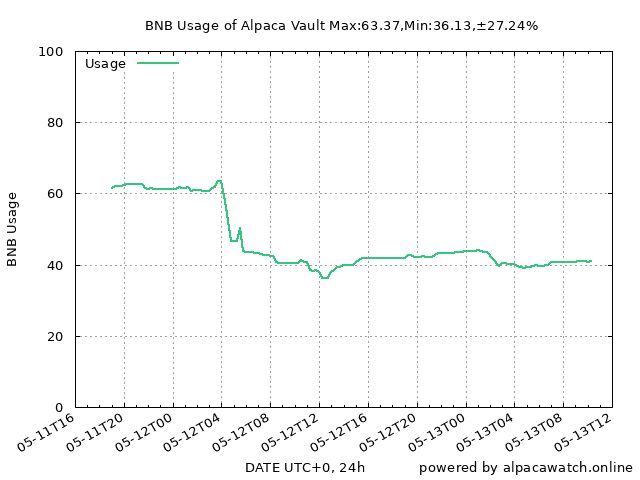 BNB Usage of Alpaca Vault Max:63.37,Min:36.13,±27.24%
100
Usage
80
60
BNB Usage
40
20
0
05-11T16
05-11T20
05-12T00
05-12T04
05-12T08
05-12T12
05-12T16
05-12T20
05-13T00
05-13T04
05-13T08
05-13T12
DATE UTC+0, 24h
powered by alpacawatch.online